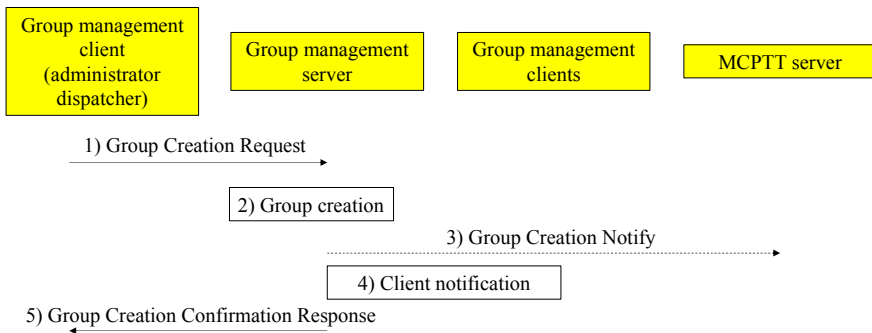 Group management
client
(administrator
dispatcher)
Group management
server
Group management
clients
MCPTT server
1) Group Creation Request
2) Group creation
3) Group Creation Notify
4) Client notification
5) Group Creation Confirmation Response